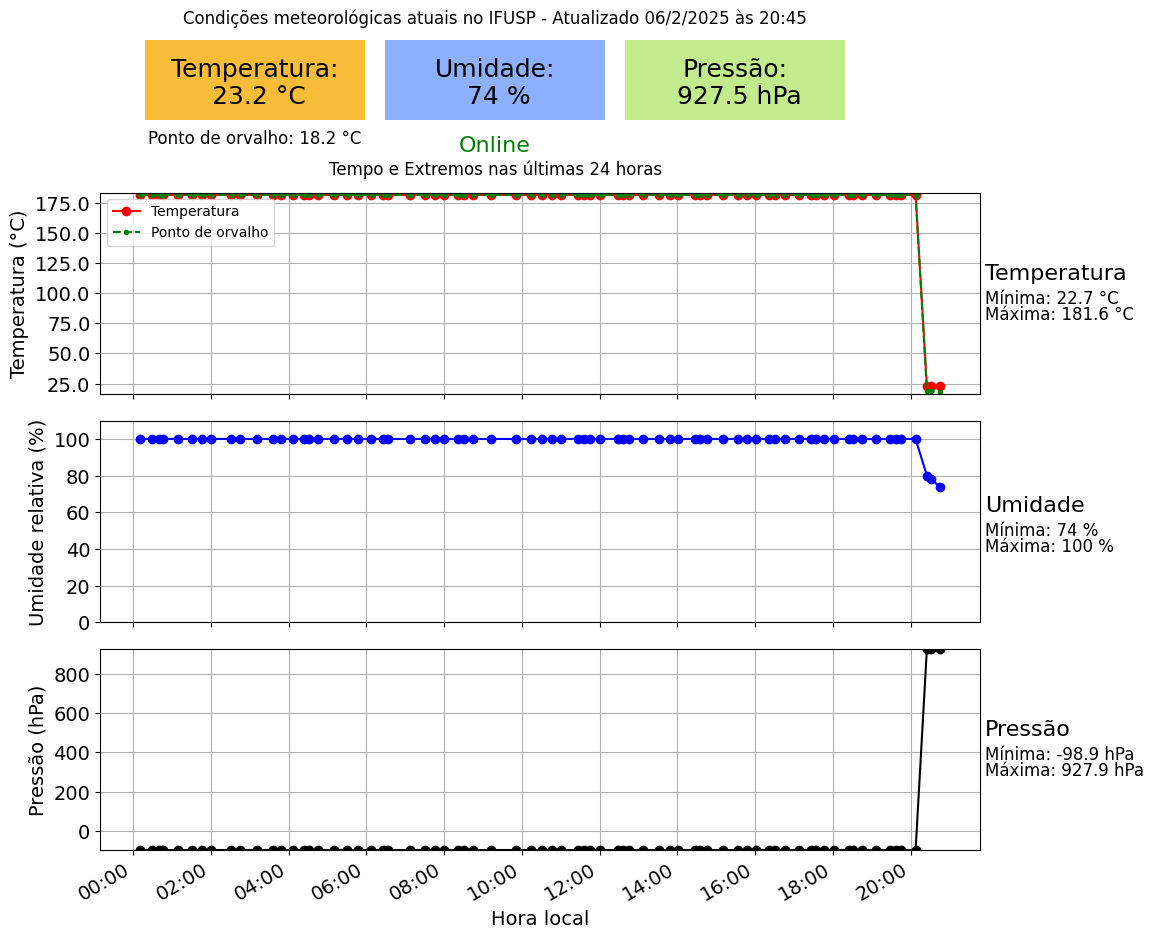 Condições meteorológicas atuais no IFUSP - Atualizado 06/2/2025 às 20:45
Temperatura:
23.2 °C
Umidade:
74 %
Pressão:
927.5 hPa
Ponto de orvalho: 18.2 °C
Online
Tempo e Extremos nas últimas 24 horas
Temperatura (°C)
175.0
150.0
125.0
100.0
75.0
50.0
25.0
Temperatura
Ponto de orvalho
Temperatura
Mínima: 22.7 °C
Máxima: 181.6 °C
Umidade relativa (%)
100
80
60
40
20
0
Umidade
Mínima: 74 %
Máxima: 100 %
Pressão (hPa)
800
600
400
200
0
Pressão
Mínima: -98.9 hPa
Máxima: 927.9 hPa
00:00
02:00
04:00
06:00
08:00
10:00
12:00
14:00
16:00
18:00
20:00
Hora local